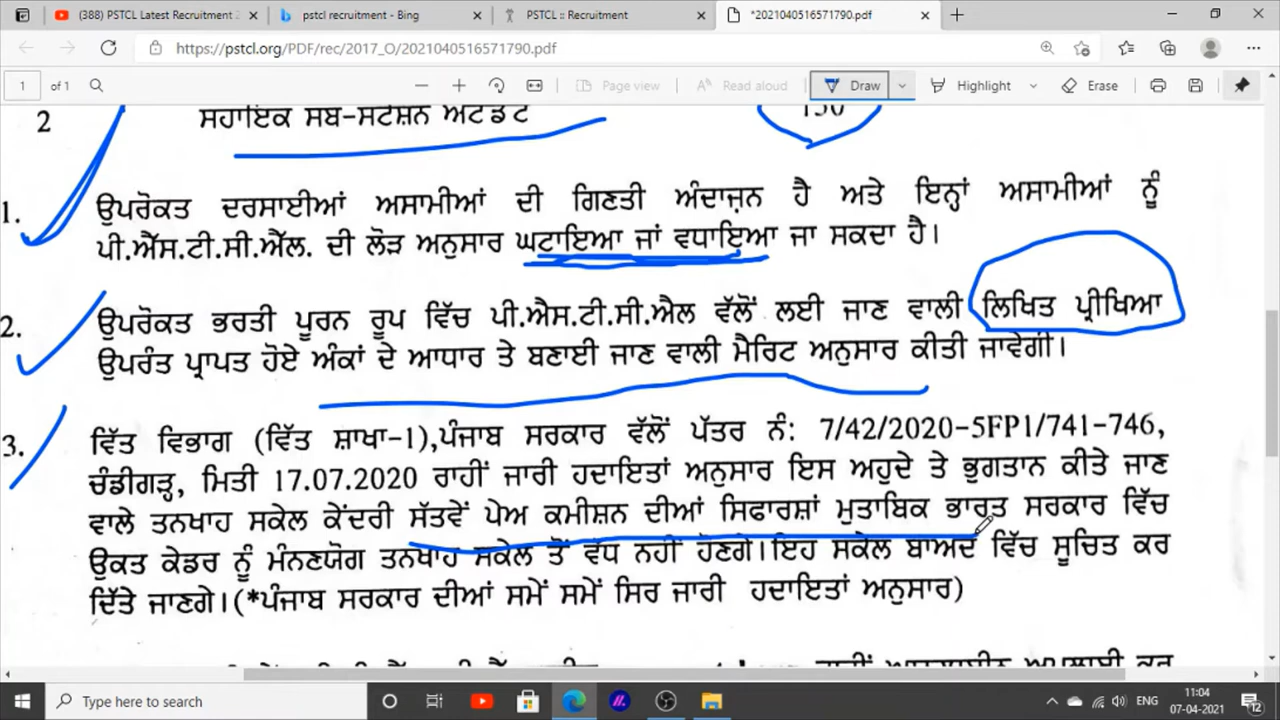 (388) PSTCL Latest Recruitment 2
pstcl recruitment - Bing
PSTCL :: Recruitment
*2021040516571790.pdf
https://pstcl.org/PDF/rec/2017_O/2021040516571790.pdf
1 of 1
Page view
Read aloud
Draw
Highlight
Erase
2 ਸਹਾਇਕ ਸਬ-ਸਟੇਸ਼ਨ ਅਟੈਂਡੈਂਟ 150
1. ਉਪਰੋਕਤ ਦਰਸਾਈਆਂ ਅਸਾਮੀਆਂ ਦੀ ਗਿਣਤੀ ਅੰਦਾਜ਼ਨ ਹੈ ਅਤੇ ਇਨ੍ਹਾਂ ਅਸਾਮੀਆਂ ਨੂੰ
ਪੀ.ਐੱਸ.ਟੀ.ਸੀ.ਐੱਲ. ਦੀ ਲੋੜ ਅਨੁਸਾਰ ਘਟਾਇਆ ਜਾਂ ਵਧਾਇਆ ਜਾ ਸਕਦਾ ਹੈ।
2. ਉਪਰੋਕਤ ਭਰਤੀ ਪੂਰਨ ਰੂਪ ਵਿੱਚ ਪੀ.ਐਸ.ਟੀ.ਸੀ.ਐਲ ਵੱਲੋਂ ਲਈ ਜਾਣ ਵਾਲੀ ਲਿਖਿਤ ਪ੍ਰੀਖਿਆ
ਉਪਰੰਤ ਪ੍ਰਾਪਤ ਹੋਏ ਅੰਕਾਂ ਦੇ ਆਧਾਰ ਤੇ ਬਣਾਈ ਜਾਣ ਵਾਲੀ ਮੈਰਿਟ ਅਨੁਸਾਰ ਕੀਤੀ ਜਾਵੇਗੀ।
3. ਵਿੱਤ ਵਿਭਾਗ (ਵਿੱਤ ਸ਼ਾਖਾ-1),ਪੰਜਾਬ ਸਰਕਾਰ ਵੱਲੋਂ ਪੱਤਰ ਨੰ: 7/42/2020-5FP1/741-746,
ਚੰਡੀਗੜ੍ਹ, ਮਿਤੀ 17.07.2020 ਰਾਹੀਂ ਜਾਰੀ ਹਦਾਇਤਾਂ ਅਨੁਸਾਰ ਇਸ ਅਹੁਦੇ ਤੇ ਭੁਗਤਾਨ ਕੀਤੇ ਜਾਣ
ਵਾਲੇ ਤਨਖਾਹ ਸਕੇਲ ਕੇਂਦਰੀ ਸੱਤਵੇਂ ਪੇਅ ਕਮੀਸ਼ਨ ਦੀਆਂ ਸਿਫਾਰਸ਼ਾਂ ਮੁਤਾਬਿਕ ਭਾਰਤ ਸਰਕਾਰ ਵਿੱਚ
ਉਕਤ ਕੇਡਰ ਨੂੰ ਮੰਨਣਯੋਗ ਤਨਖਾਹ ਸਕੇਲ ਤੋਂ ਵੱਧ ਨਹੀਂ ਹੋਣਗੇ।ਇਹ ਸਕੇਲ ਬਾਅਦ ਵਿੱਚ ਸੂਚਿਤ ਕਰ
ਦਿੱਤੇ ਜਾਣਗੇ।(*ਪੰਜਾਬ ਸਰਕਾਰ ਦੀਆਂ ਸਮੇਂ ਸਮੇਂ ਸਿਰ ਜਾਰੀ ਹਦਾਇਤਾਂ ਅਨੁਸਾਰ)
Type here to search
ENG
11:04
07-04-2021
12